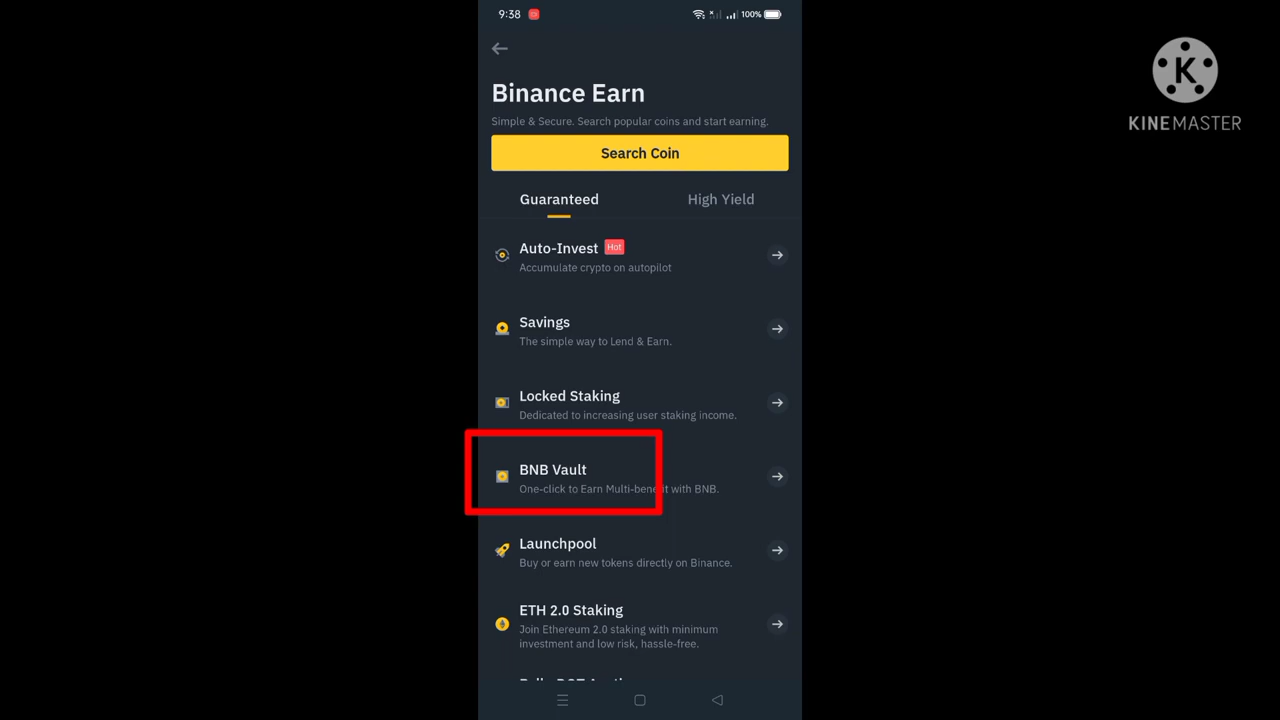 9:38
100%
KINEMASTER
Binance Earn
Simple & Secure. Search popular coins and start earning.
Search Coin
Guaranteed
High Yield
Auto-Invest Hot
Accumulate crypto on autopilot
Savings
The simple way to Lend & Earn.
Locked Staking
Dedicated to increasing user staking income.
BNB Vault
One-click to Earn Multi-benefit with BNB.
Launchpool
Buy or earn new tokens directly on Binance.
ETH 2.0 Staking
Join Ethereum 2.0 staking with minimum
investment and low risk, hassle-free.